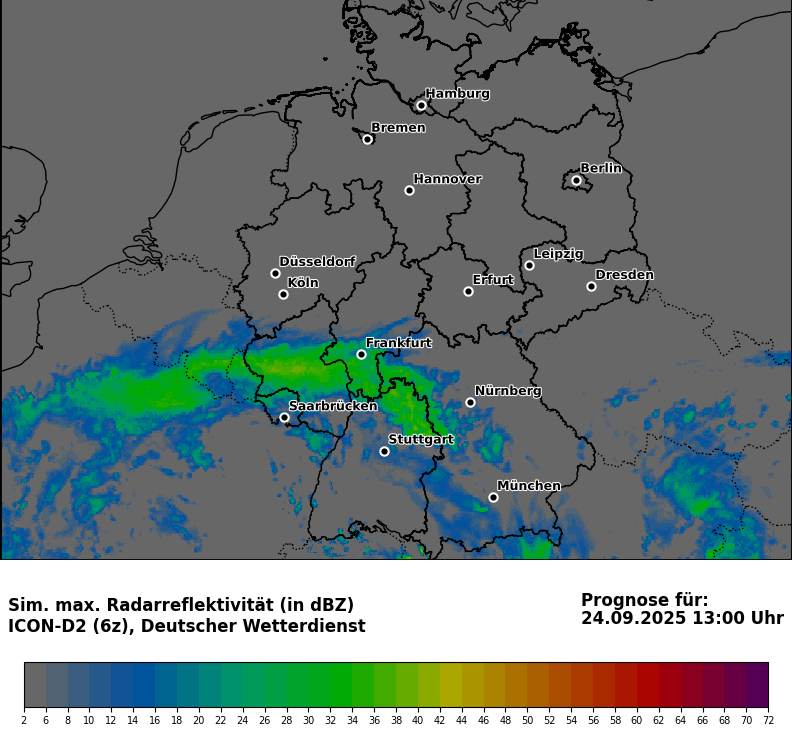 Hamburg
Bremen
Berlin
Hannover
Leipzig
Düsseldorf
Dresden
Köln
Erfurt
Frankfurt
Nürnberg
Saarbrücken
Stuttgart
München
Sim. max. Radarreflektivität (in dBZ)
ICON-D2 (6z), Deutscher Wetterdienst
Prognose für:
24.09.2025 13:00 Uhr
2 6 8 10 12 14 16 18 20 22 24 26 28 30 32 34 36 38 40 42 44 46 48 50 52 54 56 58 60 62 64 66 68 70 72